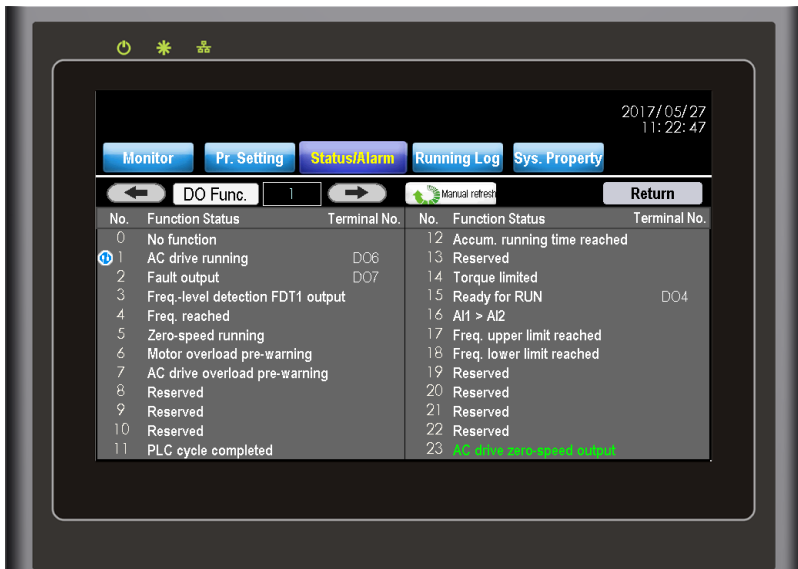 2017/05/27
11:22:47
Monitor Pr. Setting Status/Alarm Running Log Sys. Property
DO Func. 1 Manual refresh Return
No. Function Status Terminal No. No. Function Status Terminal No.
0 No function
1 AC drive running DO6
2 Fault output DO7
3 Freq.-level detection FDT1 output
4 Freq. reached
5 Zero-speed running
6 Motor overload pre-warning
7 AC drive overload pre-warning
8 Reserved
9 Reserved
10 Reserved
11 PLC cycle completed
12 Accum. running time reached
13 Reserved
14 Torque limited
15 Ready for RUN DO4
16 AI1 > AI2
17 Freq. upper limit reached
18 Freq. lower limit reached
19 Reserved
20 Reserved
21 Reserved
22 Reserved
23 AC drive zero-speed output